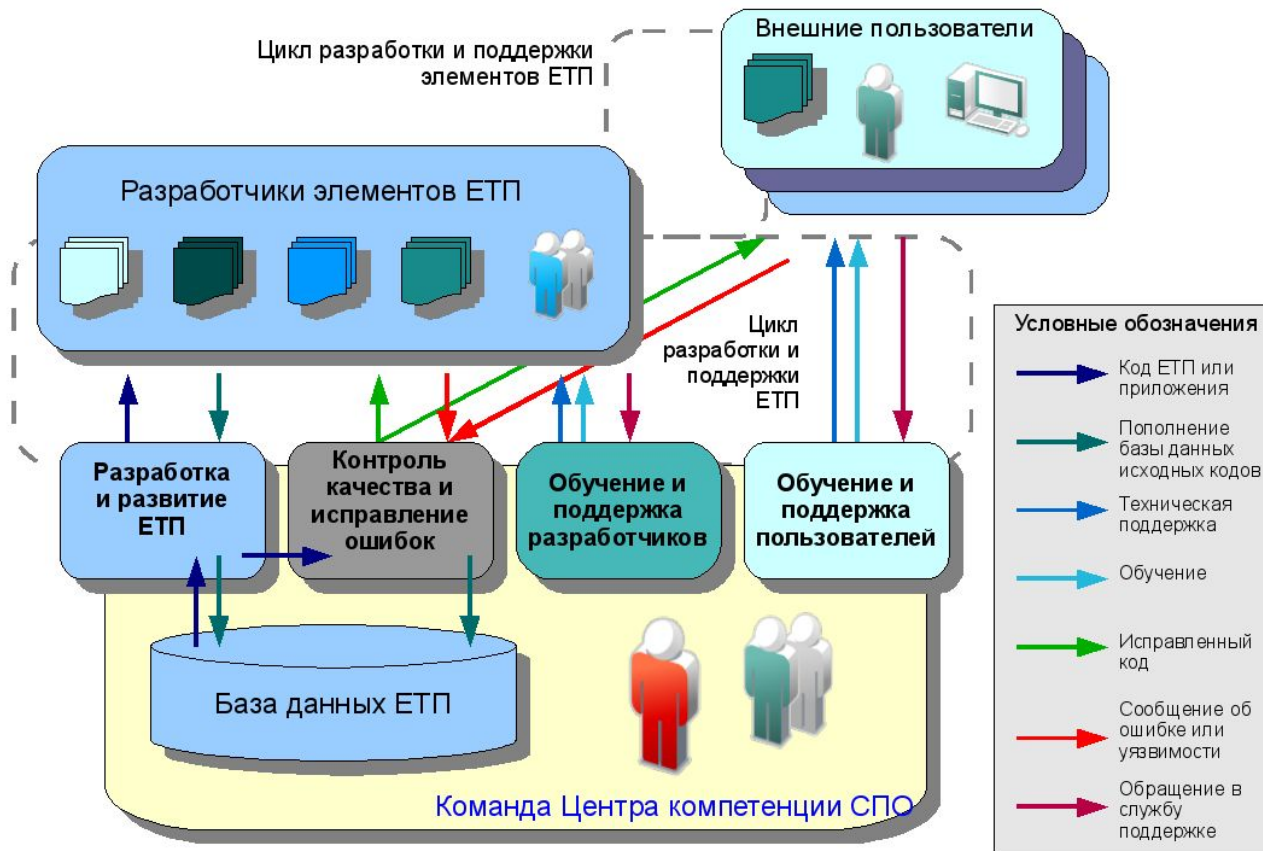 Внешние пользователи
Цикл разработки и поддержки
элементов ЕТП
Разработчики элементов ЕТП
Цикл
разработки и
поддержки
ЕТП
Разработка
и развитие
ЕТП
Контроль
качества и
исправление
ошибок
Обучение и
поддержка
разработчиков
Обучение и
поддержка
пользователей
База данных ЕТП
Команда Центра компетенции СПО
Условные обозначения
Код ЕТП или
приложения
Пополнение
базы данных
исходных кодов
Техническая
поддержка
Обучение
Исправленный
код
Сообщение об
ошибке или
уязвимости
Обращение в
службу
поддержке